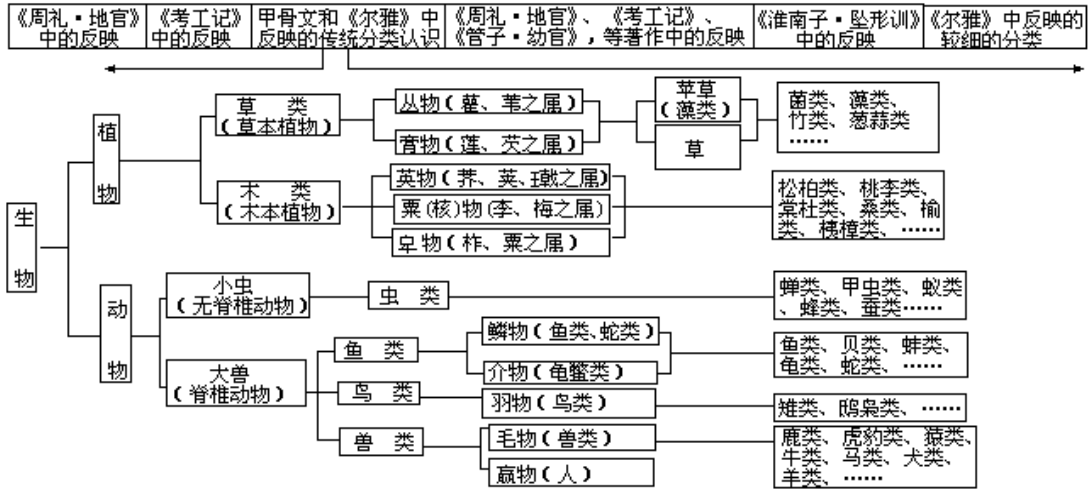 《周礼·地官》
中的反映
《考工记》
中的反映
甲骨文和《尔雅》中
反映的传统分类认识
《周礼·地官》、《考工记》、
《管子·幼官》,等著作中的反映
《淮南子·坠形训》
中的反映
《尔雅》中反映的
较细的分类
生
物
植
物
草 类
(草本植物)
丛物(雚、苇之属)
膏物(莲、芡之属)
苹草
(藻类)
草
菌类、藻类、
竹类、葱蒜类
……
术 类
(术本植物)
英物(荞、荚、王戟之属)
粟(核)物(李、梅之属)
皁物(柞、粟之属)
松柏类、桃李类、
棠杜类、桑类、榆
类、樟类、……
动
物
小虫
(无脊椎动物)
虫 类
蝉类、甲虫类、蚁类
、蜂类、蚕类……
大兽
(脊椎动物)
鱼 类
鳞物(鱼类、蛇类)
介物(龟鳖类)
鱼类、贝类、蚌类、
龟类、蛇类、……
鸟 类
羽物(鸟类)
雉类、鸱枭类、……
兽 类
毛物(兽类)
赢物(人)
鹿类、虎豹类、猿类、
牛类、马类、犬类、
羊类、……